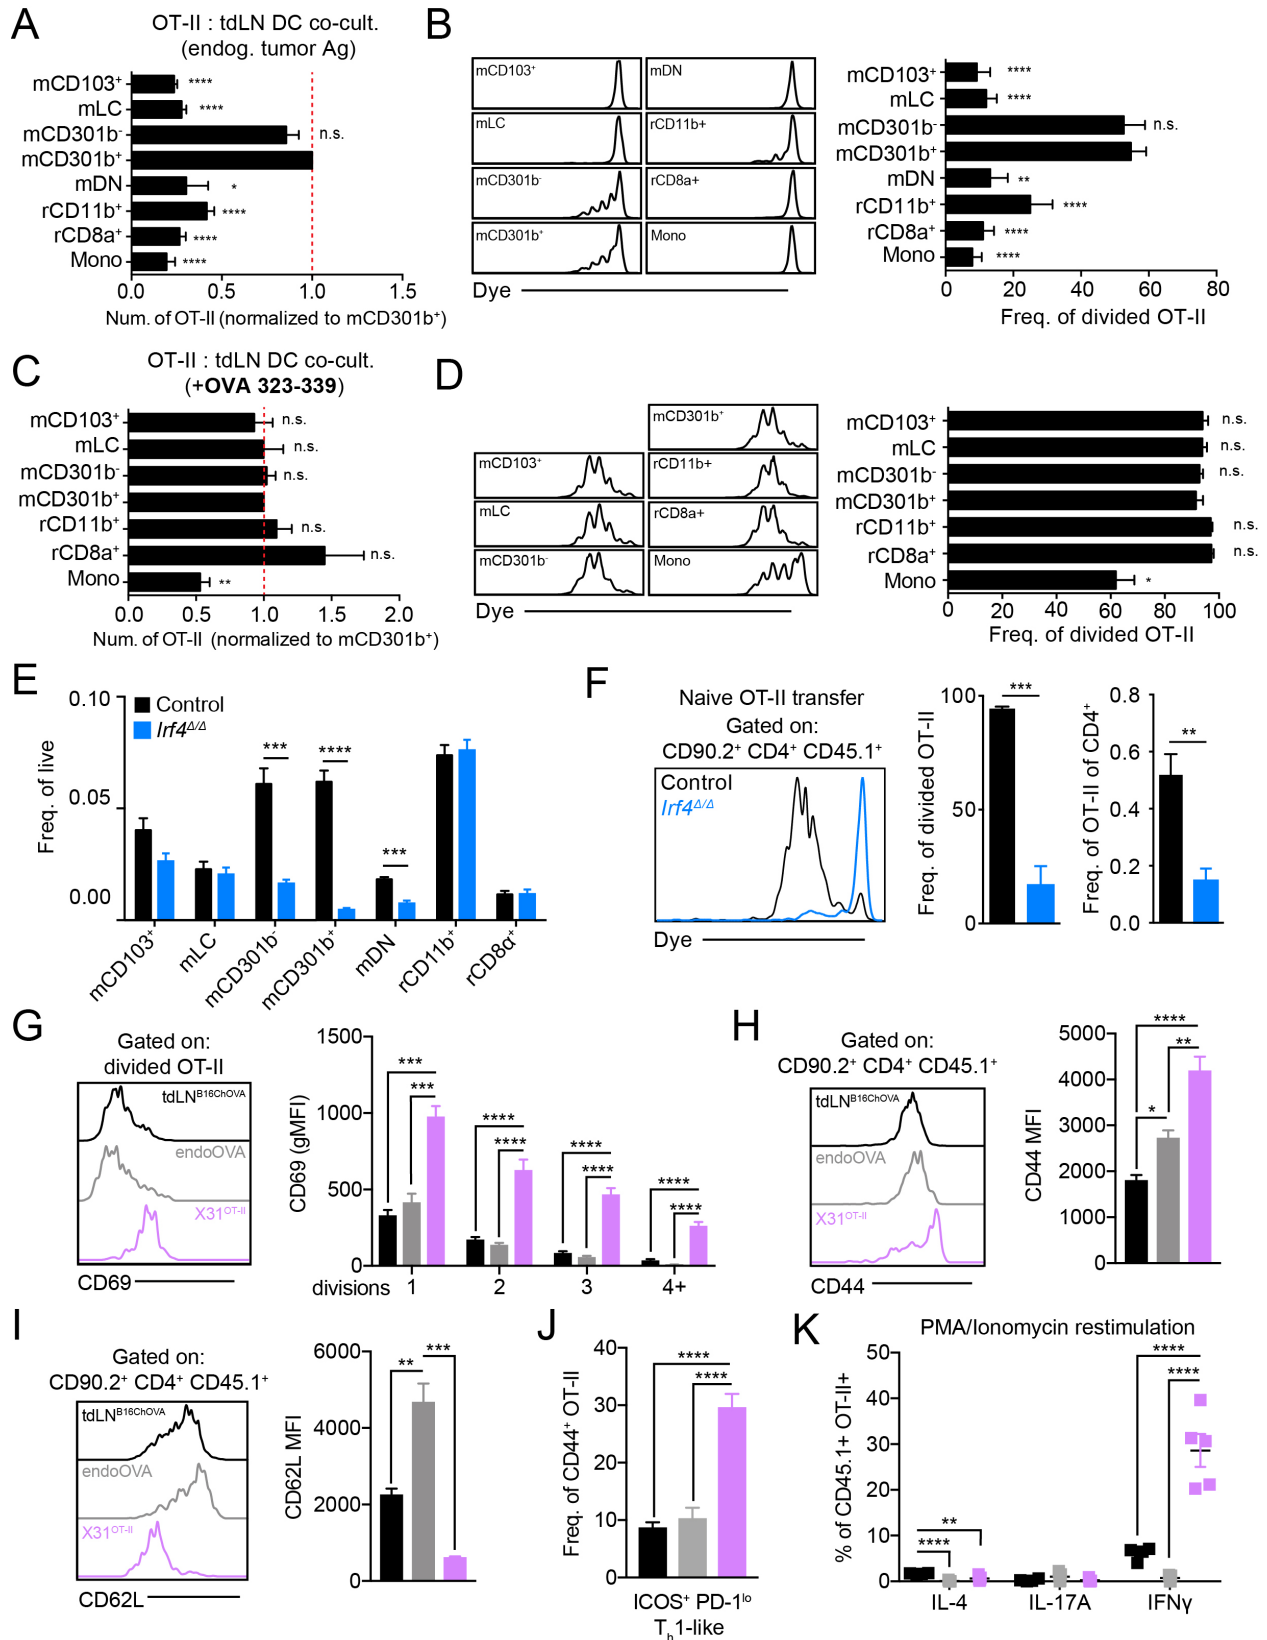 A
OT-II : tdLN DC co-cult.
(endog. tumor Ag)
mCD103⁺
****
mLC
****
mCD301b⁻
n.s.
mCD301b⁺
mDN
*
rCD11b⁺
****
rCD8a⁺
****
Mono
****
0.0 0.5 1.0 1.5
Num. of OT-II (normalized to mCD301b⁺)
B
mCD103⁺ mDN
mLC rCD11b+
mCD301b⁻ rCD8a+
mCD301b⁺ Mono
Dye
mCD103⁺
****
mLC
****
mCD301b⁻
n.s.
mCD301b⁺
mDN
**
rCD11b⁺
****
rCD8a⁺
****
Mono
****
0 20 40 60 80
Freq. of divided OT-II
C
OT-II : tdLN DC co-cult.
(+OVA 323-339)
mCD103⁺
n.s.
mLC
n.s.
mCD301b⁻
n.s.
mCD301b⁺
rCD11b⁺
n.s.
rCD8a⁺
n.s.
Mono
**
0.0 0.5 1.0 1.5 2.0
Num. of OT-II (normalized to mCD301b⁺)
D
mCD301b⁺
mCD103⁺ rCD11b+
mLC rCD8a+
mCD301b⁻ Mono
Dye
mCD103⁺
n.s.
mLC
n.s.
mCD301b⁻
n.s.
mCD301b⁺
rCD11b⁺
n.s.
rCD8a⁺
n.s.
Mono
*
0 20 40 60 80 100
Freq. of divided OT-II
E
Freq. of live
0.10
0.05
0.00
Control
Irf4Δ/Δ
*** **** ***
mCD103⁺ mLC mCD301b⁻ mCD301b⁺ mDN rCD11b⁺ rCD8α⁺
F
Naive OT-II transfer
Gated on:
CD90.2⁺ CD4⁺ CD45.1⁺
Control
Irf4Δ/Δ
Dye
Freq. of divided OT-II
100
50
0
***
Freq. of OT-II of CD4⁺
0.8
0.6
0.4
0.2
0.0
**
G
Gated on:
divided OT-II
tdLNᴮ¹⁶ᶜʰᴼⱽᴬ
endoOVA
X31ᴼᵀ⁻ᴵᴵ
CD69
CD69 (gMFI)
1500
1000
500
0
***
***
****
****
****
****
****
****
divisions 1 2 3 4+
H
Gated on:
CD90.2⁺ CD4⁺ CD45.1⁺
tdLNᴮ¹⁶ᶜʰᴼⱽᴬ
endoOVA
X31ᴼᵀ⁻ᴵᴵ
CD44
CD44 MFI
5000
4000
3000
2000
1000
0
****
**
*
I
Gated on:
CD90.2⁺ CD4⁺ CD45.1⁺
tdLNᴮ¹⁶ᶜʰᴼⱽᴬ
endoOVA
X31ᴼᵀ⁻ᴵᴵ
CD62L
CD62L MFI
6000
4000
2000
0
**
***
J
Freq. of CD44⁺ OT-II
40
30
20
10
0
****
****
ICOS⁺ PD-1ˡᵒ
Tₕ1-like
K
PMA/Ionomycin restimulation
% of CD45.1+ OT-II+
50
40
30
20
10
0
**
****
****
****
IL-4 IL-17A IFNγ